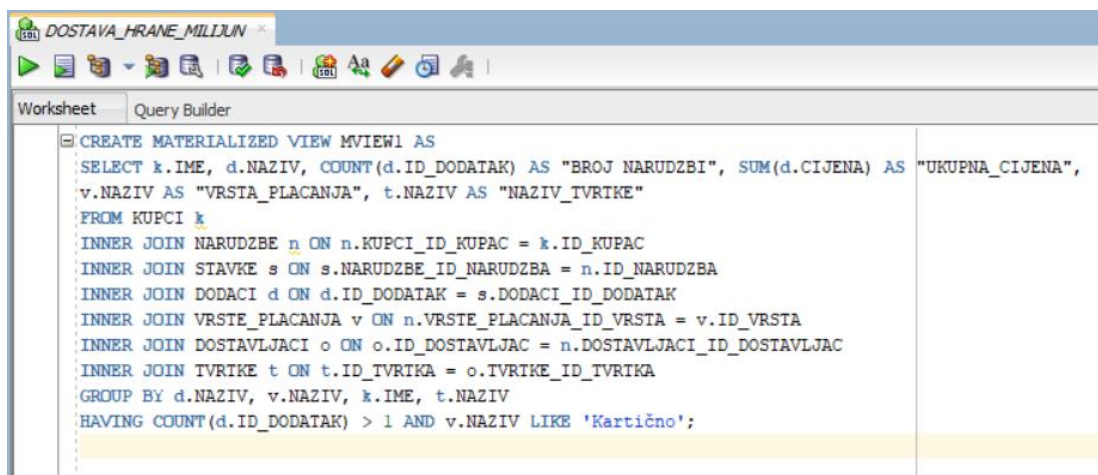 DOSTAVA_HRANE_MILIJUN
Worksheet Query Builder
CREATE MATERIALIZED VIEW MVIEW1 AS
SELECT k.IME, d.NAZIV, COUNT(d.ID_DODATAK) AS "BROJ NARUDZBI", SUM(d.CIJENA) AS "UKUPNA_CIJENA",
v.NAZIV AS "VRSTA_PLACANJA", t.NAZIV AS "NAZIV_TVRTKE"
FROM KUPCI k
INNER JOIN NARUDZBE n ON n.KUPCI_ID_KUPAC = k.ID_KUPAC
INNER JOIN STAVKE s ON s.NARUDZBE_ID_NARUDZBA = n.ID_NARUDZBA
INNER JOIN DODACI d ON d.ID_DODATAK = s.DODACI_ID_DODATAK
INNER JOIN VRSTE_PLACANJA v ON n.VRSTE_PLACANJA_ID_VRSTA = v.ID_VRSTA
INNER JOIN DOSTAVLJACI o ON o.ID_DOSTAVLJAC = n.DOSTAVLJACI_ID_DOSTAVLJAC
INNER JOIN TVRTKE t ON t.ID_TVRTKA = o.TVRTKE_ID_TVRTKA
GROUP BY d.NAZIV, v.NAZIV, k.IME, t.NAZIV
HAVING COUNT(d.ID_DODATAK) > 1 AND v.NAZIV LIKE 'Kartično';